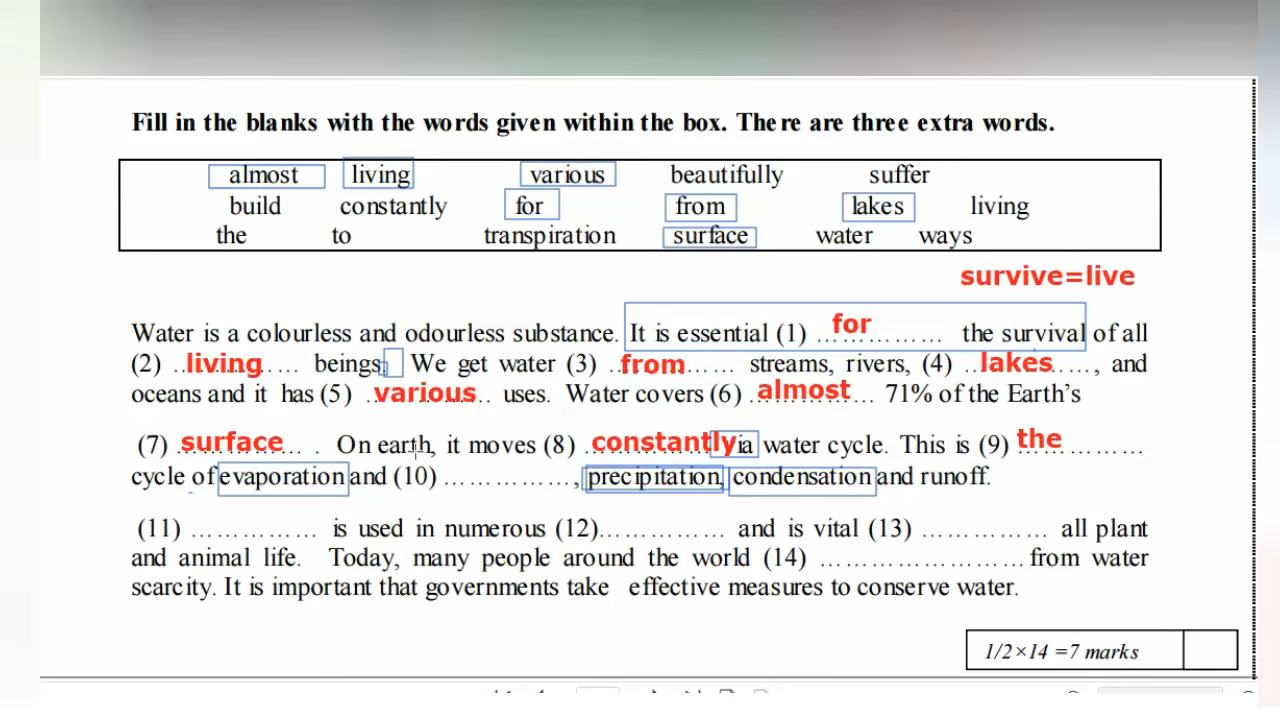 Fill in the blanks with the words given within the box. There are three extra words.
almost living various beautifully suffer
build constantly for from lakes living
the to transpiration surface water ways
survive=live
Water is a colourless and odourless substance. It is essential (1) for……………… the survival of all
(2) living…………… beings. We get water (3) from…………… streams, rivers, (4) lakes…………, and
oceans and it has (5) various…………… uses. Water covers (6) almost…………… 71% of the Earth's
(7) surface…………… . On earth, it moves (8) constantly…………… via water cycle. This is (9) the……………
cycle of evaporation and (10) ……………, precipitation, condensation and runoff.
(11) …………… is used in numerous (12)…………… and is vital (13) …………… all plant
and animal life. Today, many people around the world (14) …………………… from water
scarcity. It is important that governments take effective measures to conserve water.
1/2×14 =7 marks